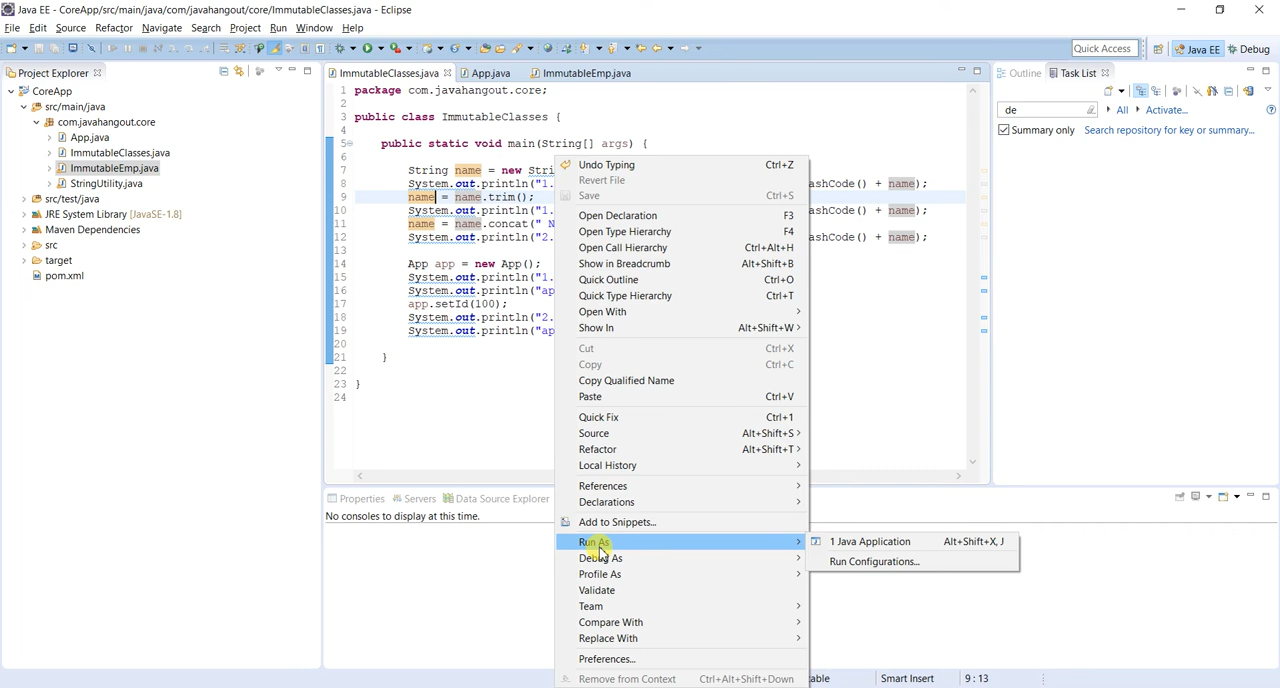 Java EE - CoreApp/src/main/java/com/javahangout/core/ImmutableClasses.java - Eclipse
File Edit Source Refactor Navigate Search Project Run Window Help
Quick Access
Java EE
Debug
Project Explorer
CoreApp
src/main/java
com.javahangout.core
App.java
ImmutableClasses.java
ImmutableEmp.java
StringUtility.java
src/test/java
JRE System Library [JavaSE-1.8]
Maven Dependencies
src
target
pom.xml
ImmutableClasses.java App.java ImmutableEmp.java
1 package com.javahangout.core;
2
3 public class ImmutableClasses {
4
5 public static void main(String[] args) {
6
7 String name = new Stri
8 System.out.println("1. ashCode() + name);
9 name = name.trim();
10 System.out.println("1. ashCode() + name);
11 name = name.concat(" N
12 System.out.println("2. ashCode() + name);
13
14 App app = new App();
15 System.out.println("1.
16 System.out.println("ap
17 app.setId(100);
18 System.out.println("2.
19 System.out.println("ap
20
21 }
22
23 }
24
Undo Typing Ctrl+Z
Revert File
Save Ctrl+S
Open Declaration F3
Open Type Hierarchy F4
Open Call Hierarchy Ctrl+Alt+H
Show in Breadcrumb Alt+Shift+B
Quick Outline Ctrl+O
Quick Type Hierarchy Ctrl+T
Open With
Show In Alt+Shift+W
Cut Ctrl+X
Copy Ctrl+C
Copy Qualified Name
Paste Ctrl+V
Quick Fix Ctrl+1
Source Alt+Shift+S
Refactor Alt+Shift+T
Local History
References
Declarations
Add to Snippets...
Run As
Debug As
Profile As
Validate
Team
Compare With
Replace With
Preferences...
Remove from Context Ctrl+Alt+Shift+Down
1 Java Application Alt+Shift+X, J
Run Configurations...
Outline Task List
de
All Activate...
Summary only Search repository for key or summary...
Properties Servers Data Source Explorer
No consoles to display at this time.
table Smart Insert 9 : 13